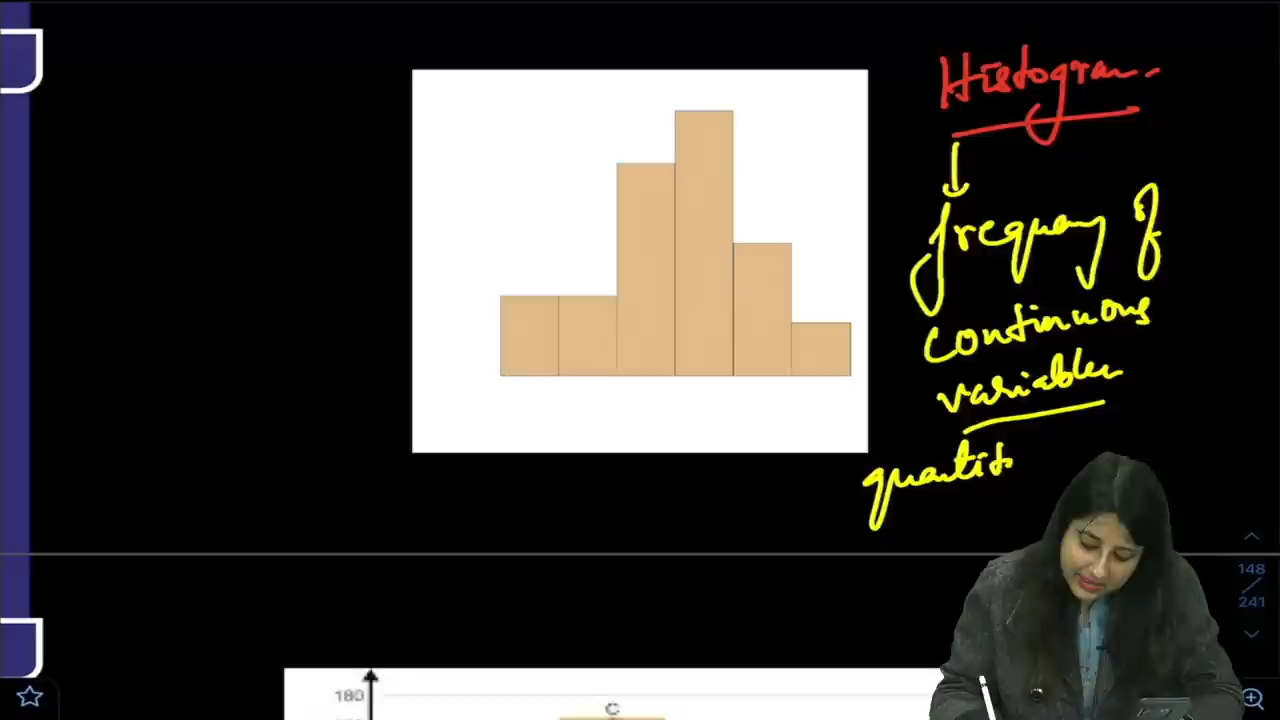 Histogram
frequency of
continuous
variables
quantit
148
241
180
C